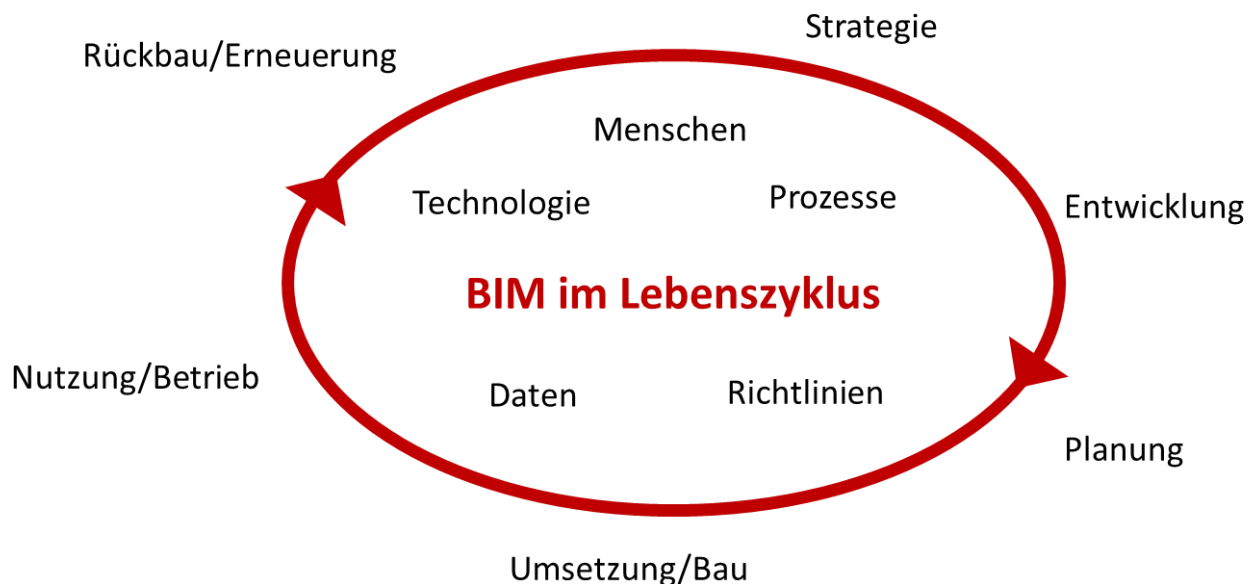 Strategie
Rückbau/Erneuerung
Menschen
Technologie
Prozesse
Entwicklung
BIM im Lebenszyklus
Nutzung/Betrieb
Daten
Richtlinien
Planung
Umsetzung/Bau